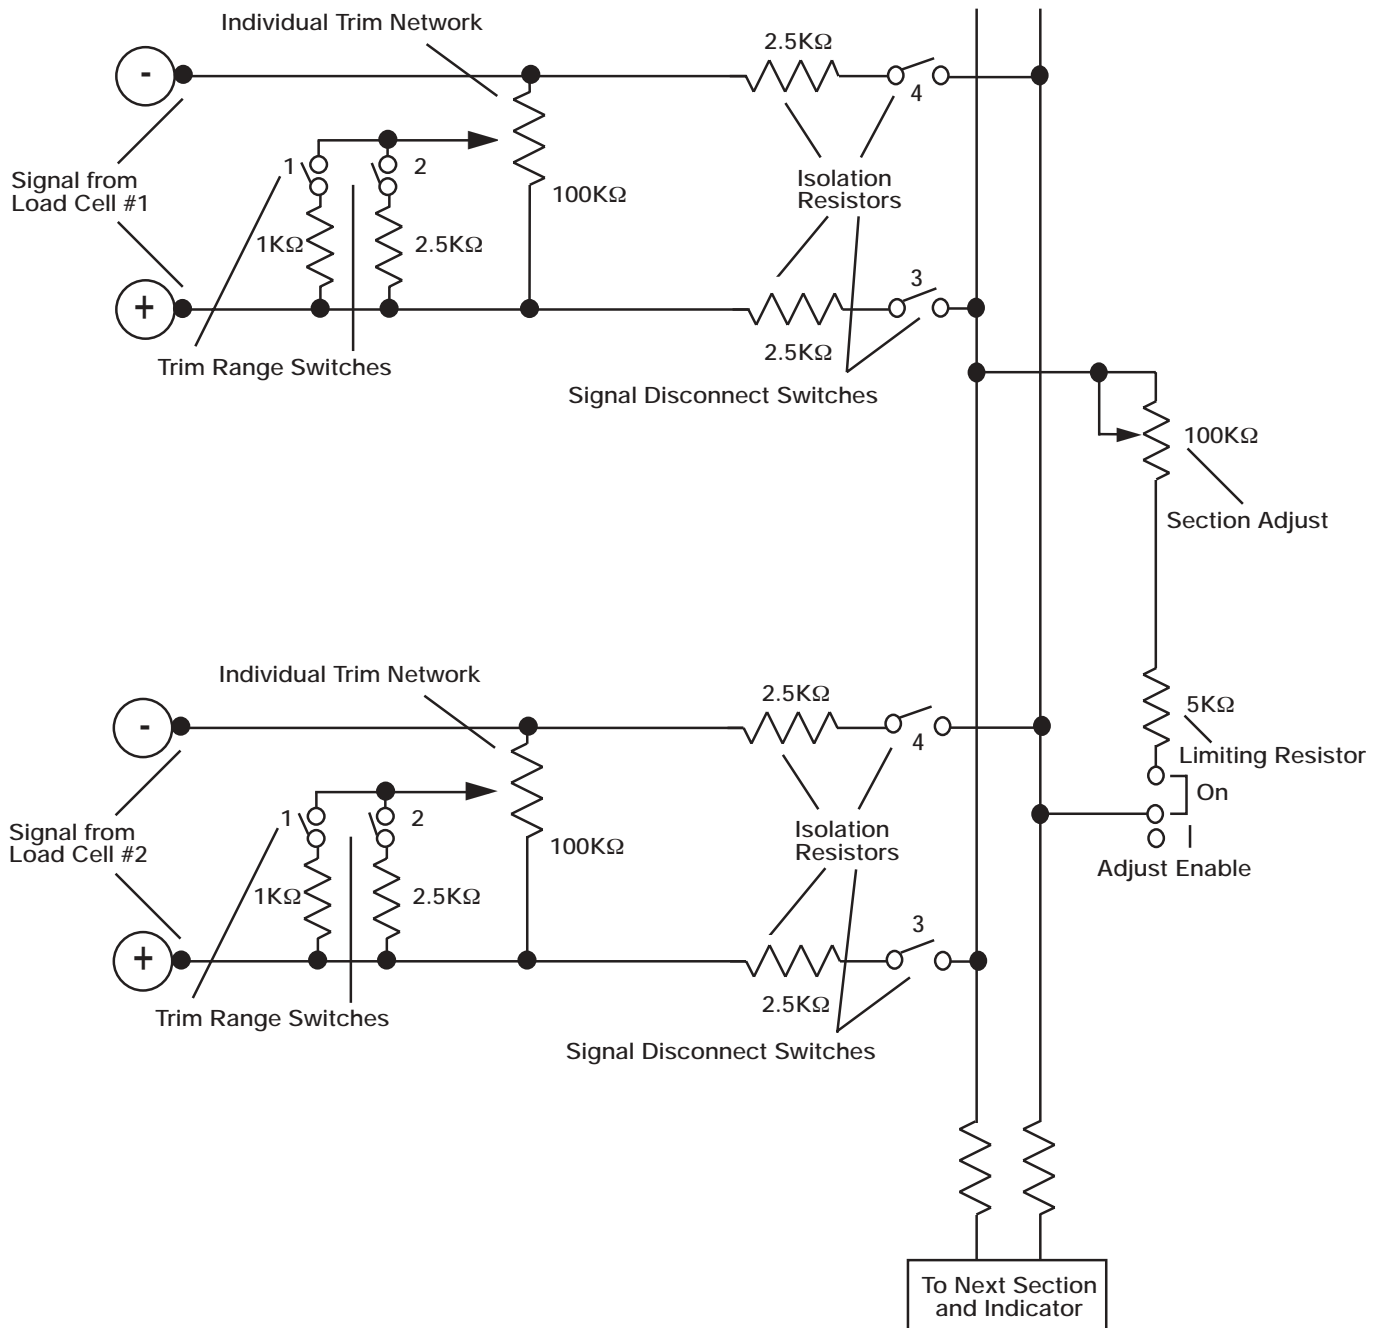 Individual Trim Network
2.5KΩ
-
4
1
2
Signal from
Load Cell #1
Isolation
Resistors
100KΩ
1KΩ
2.5KΩ
3
+
2.5KΩ
Trim Range Switches
Signal Disconnect Switches
100KΩ
Section Adjust
Individual Trim Network
2.5KΩ
5KΩ
-
4
Limiting Resistor
On
1
2
Signal from
Load Cell #2
Isolation
Resistors
100KΩ
Adjust Enable
1KΩ
2.5KΩ
3
+
2.5KΩ
Trim Range Switches
Signal Disconnect Switches
To Next Section
and Indicator